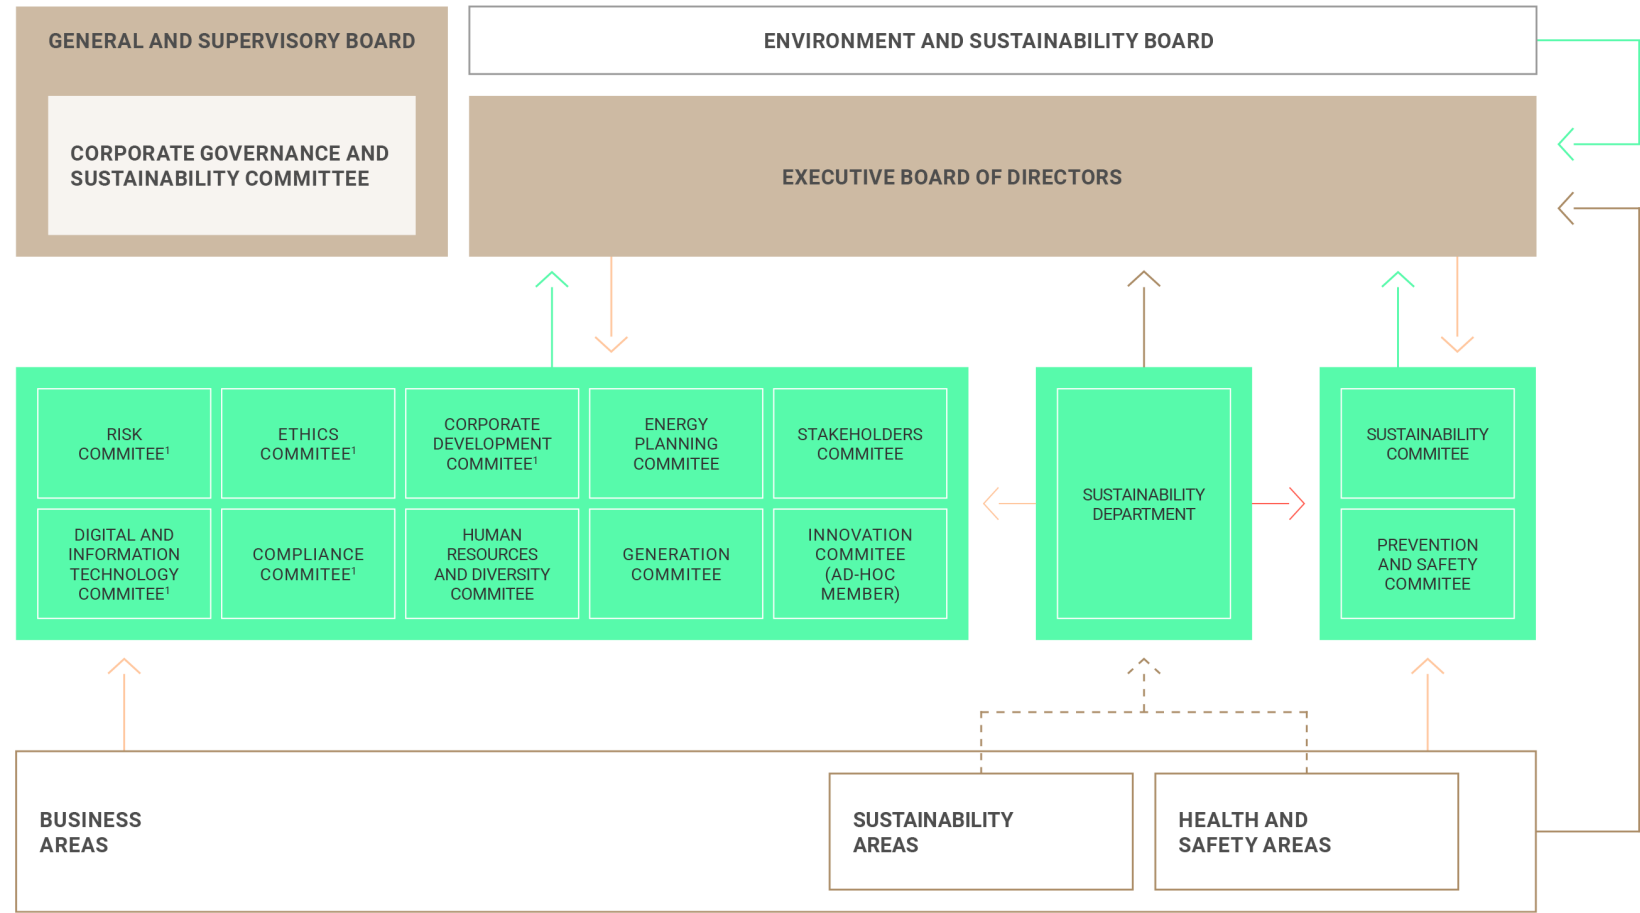 GENERAL AND SUPERVISORY BOARD
CORPORATE GOVERNANCE AND
SUSTAINABILITY COMMITTEE
ENVIRONMENT AND SUSTAINABILITY BOARD
EXECUTIVE BOARD OF DIRECTORS
RISK
COMMITEE¹
ETHICS
COMMITEE¹
CORPORATE
DEVELOPMENT
COMMITEE¹
ENERGY
PLANNING
COMMITEE
STAKEHOLDERS
COMMITEE
DIGITAL AND
INFORMATION
TECHNOLOGY
COMMITEE¹
COMPLIANCE
COMMITEE¹
HUMAN
RESOURCES
AND DIVERSITY
COMMITEE
GENERATION
COMMITEE
INNOVATION
COMMITEE
(AD-HOC
MEMBER)
SUSTAINABILITY
DEPARTMENT
SUSTAINABILITY
COMMITEE
PREVENTION
AND SAFETY
COMMITEE
BUSINESS
AREAS
SUSTAINABILITY
AREAS
HEALTH AND
SAFETY AREAS